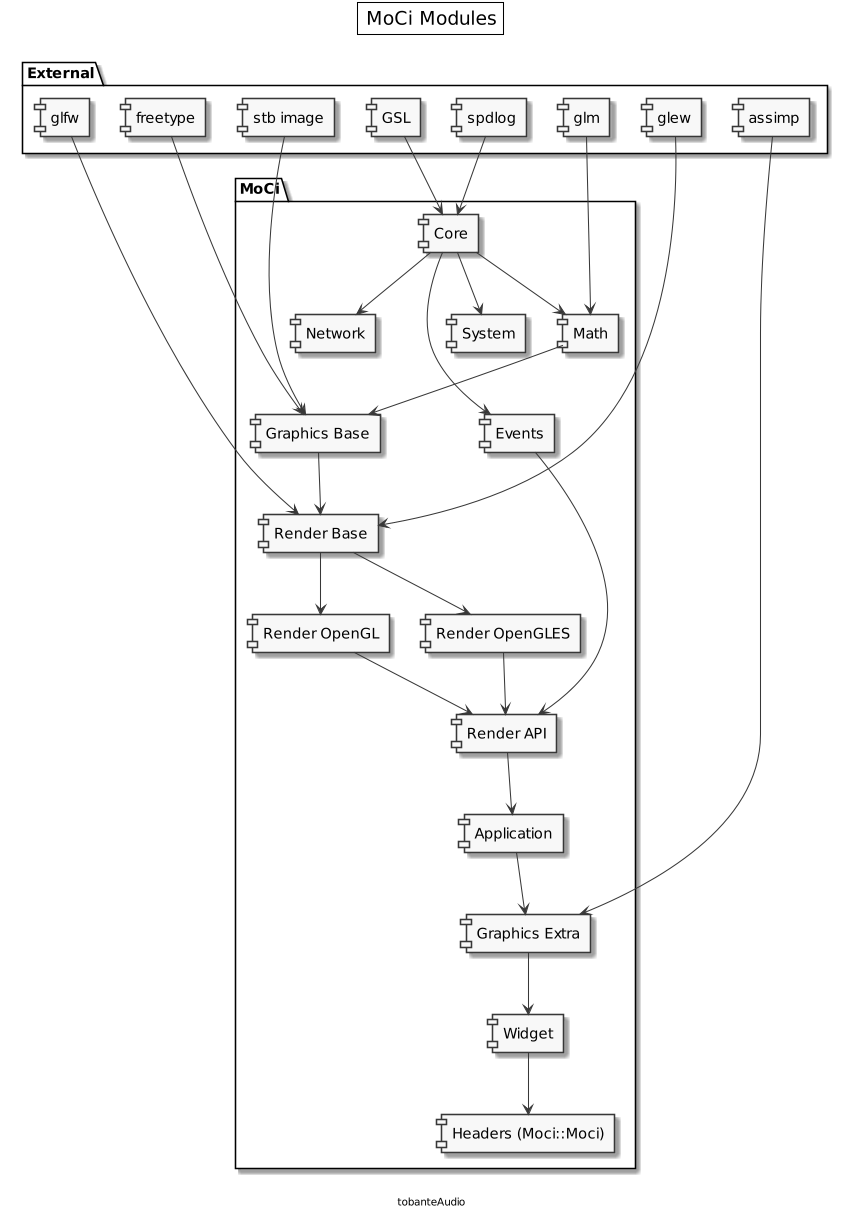 MoCi Modules
External
glfw
freetype
stb image
GSL
spdlog
glm
glew
assimp
MoCi
Core
Network
System
Math
Graphics Base
Events
Render Base
Render OpenGL
Render OpenGLES
Render API
Application
Graphics Extra
Widget
Headers (Moci::Moci)
tobanteAudio